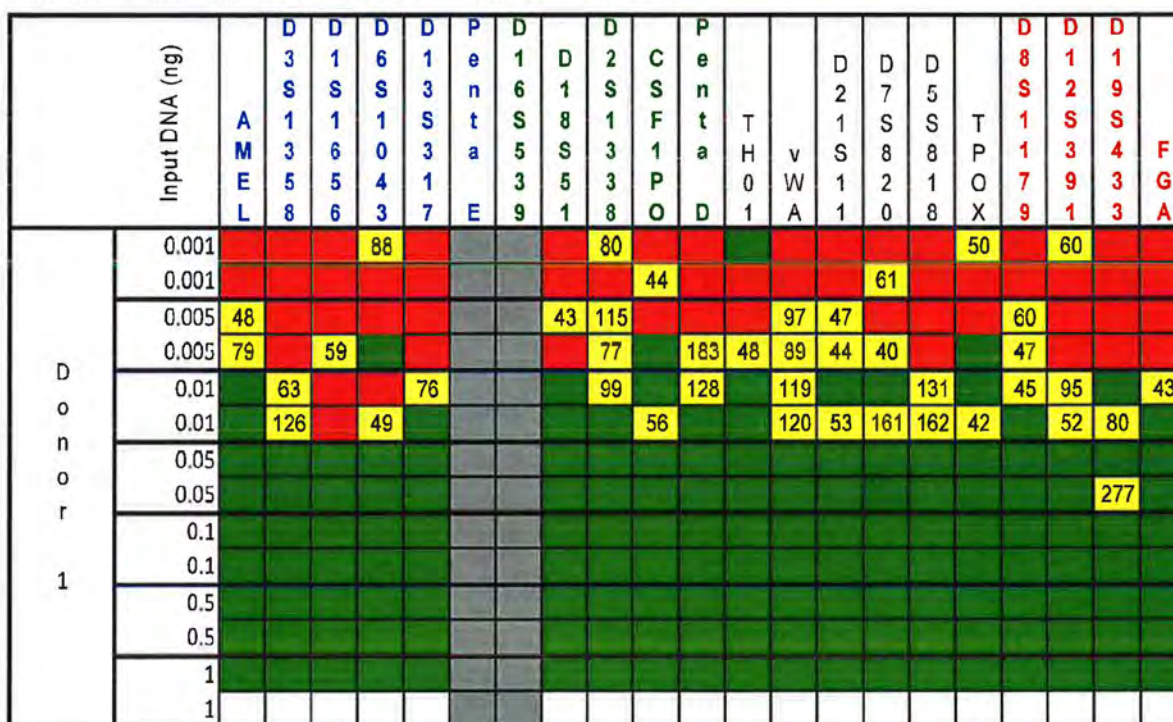 Input DNA (ng) AMEL D3S1358 D1S1656 D6S1043 D13S317 Penta E D16S539 D18S51 D2S1338 CSF1PO Penta D TH01 vWA D21S11 D7S820 D5S818 TPOX D8S1179 D12S391 D19S433 FGA
Donor 1
0.001 88 80 50 60
0.001 44 61
0.005 48 43 115 97 47 60
0.005 79 59 77 183 48 89 44 40 47
0.01 63 76 99 128 119 131 45 95 43
0.01 126 49 56 120 53 161 162 42 52 80
0.05
0.05 277
0.1
0.1
0.5
0.5
1
1